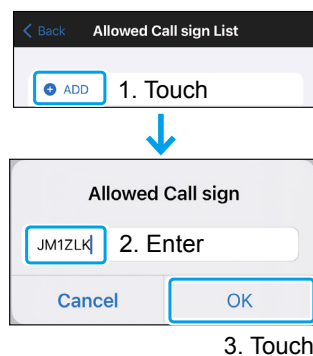 Back Allowed Call sign List
ADD 1. Touch
Allowed Call sign
JM1ZLK 2. Enter
Cancel OK
3. Touch